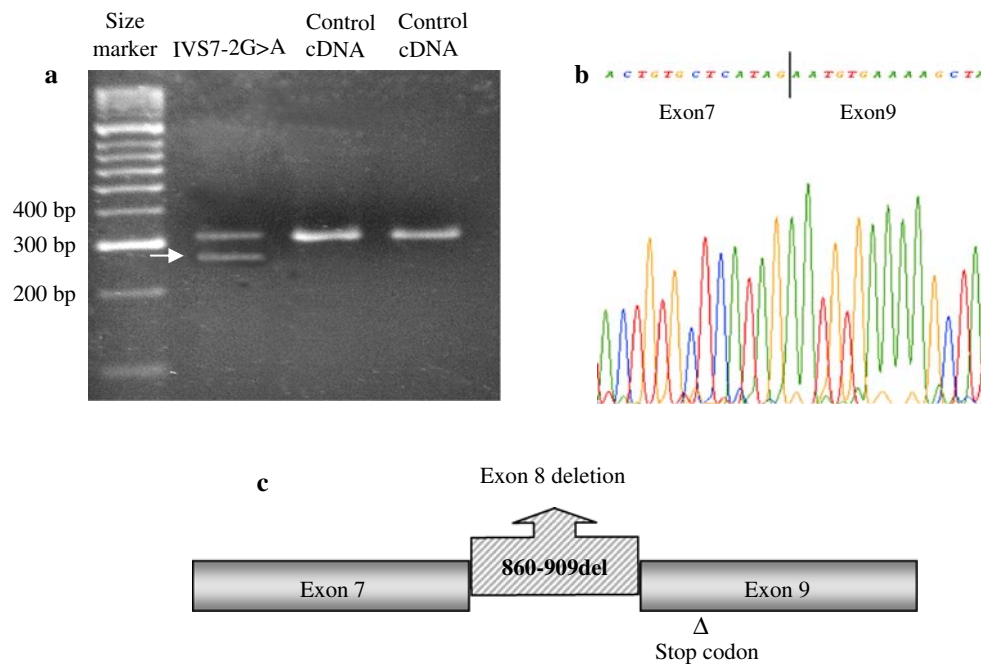 Size
marker
IVS7-2G>A
Control
cDNA
Control
cDNA
a
400 bp
300 bp
200 bp
b
A C T G T G C T C A T A G A A T G T G A A A A G C T A
Exon7
Exon9
c
Exon 8 deletion
Exon 7
860-909del
Exon 9
Δ
Stop codon